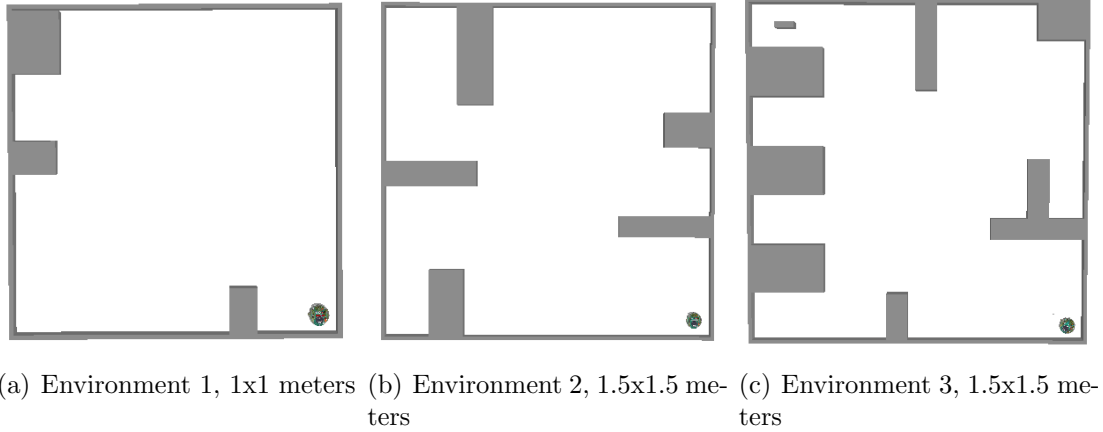 a) Environment 1, 1x1 meters
(b) Environment 2, 1.5x1.5 me-
ters
(c) Environment 3, 1.5x1.5 me-
ters